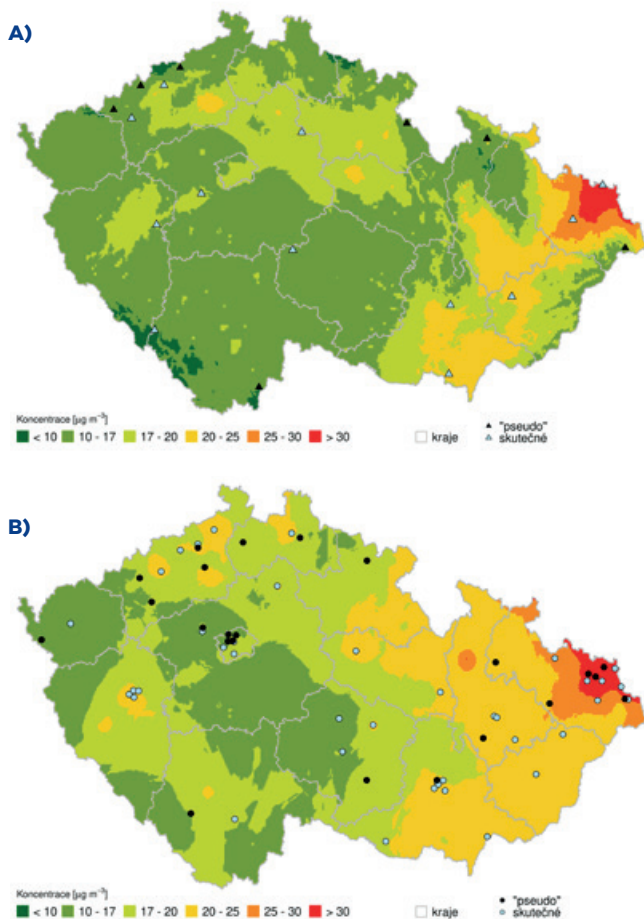 A)
Koncentrace [µg m⁻³]
< 10 10 - 17 17 - 20 20 - 25 25 - 30 > 30 kraje "pseudo"
skutečné
B)
Koncentrace [µg m⁻³]
< 10 10 - 17 17 - 20 20 - 25 25 - 30 > 30 kraje "pseudo"
skutečné